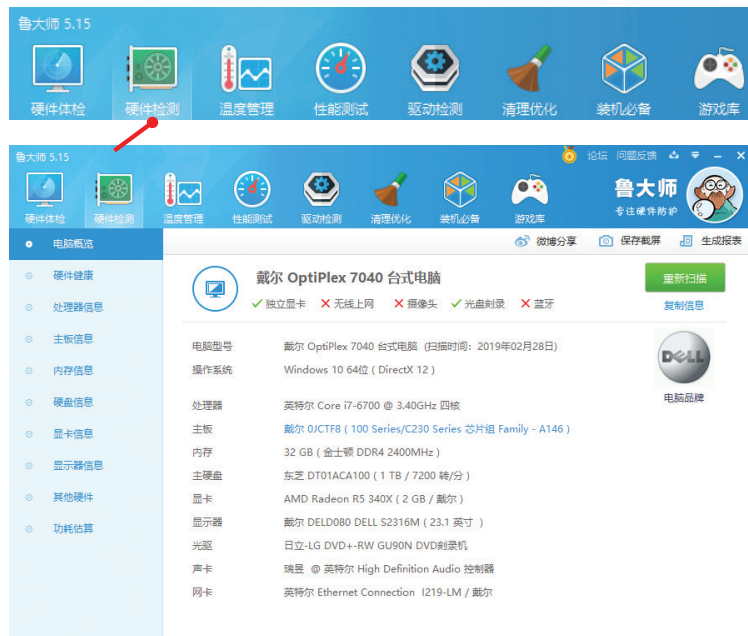 鲁大师 5.15
硬件体检 硬件检测 温度管理 性能测试 驱动检测 清理优化 装机必备 游戏库
鲁大师 5.15 论坛 问题反馈
硬件体检 硬件检测 温度管理 性能测试 驱动检测 清理优化 装机必备 游戏库 鲁大师
专注硬件防护
电脑概览 微博分享 保存截屏 生成报表
硬件健康 戴尔 OptiPlex 7040 台式电脑 重新扫描
处理器信息 独立显卡 无线上网 摄像头 光盘刻录 蓝牙 复制信息
主板信息
内存信息
硬盘信息
显卡信息
显示器信息
其他硬件
功耗估算
电脑型号 戴尔 OptiPlex 7040 台式电脑 (扫描时间：2019年02月28日)
操作系统 Windows 10 64位 ( DirectX 12 )
DELL
电脑品牌
处理器 英特尔 Core i7-6700 @ 3.40GHz 四核
主板 戴尔 0JCTF8 ( 100 Series/C230 Series 芯片组 Family - A146 )
内存 32 GB ( 金士顿 DDR4 2400MHz )
主硬盘 东芝 DT01ACA100 ( 1 TB / 7200 转/分 )
显卡 AMD Radeon R5 340X ( 2 GB / 戴尔 )
显示器 戴尔 DELD080 DELL S2316M ( 23.1 英寸 )
光驱 日立-LG DVD+-RW GU90N DVD刻录机
声卡 瑞昱 @ 英特尔 High Definition Audio 控制器
网卡 英特尔 Ethernet Connection I219-LM / 戴尔